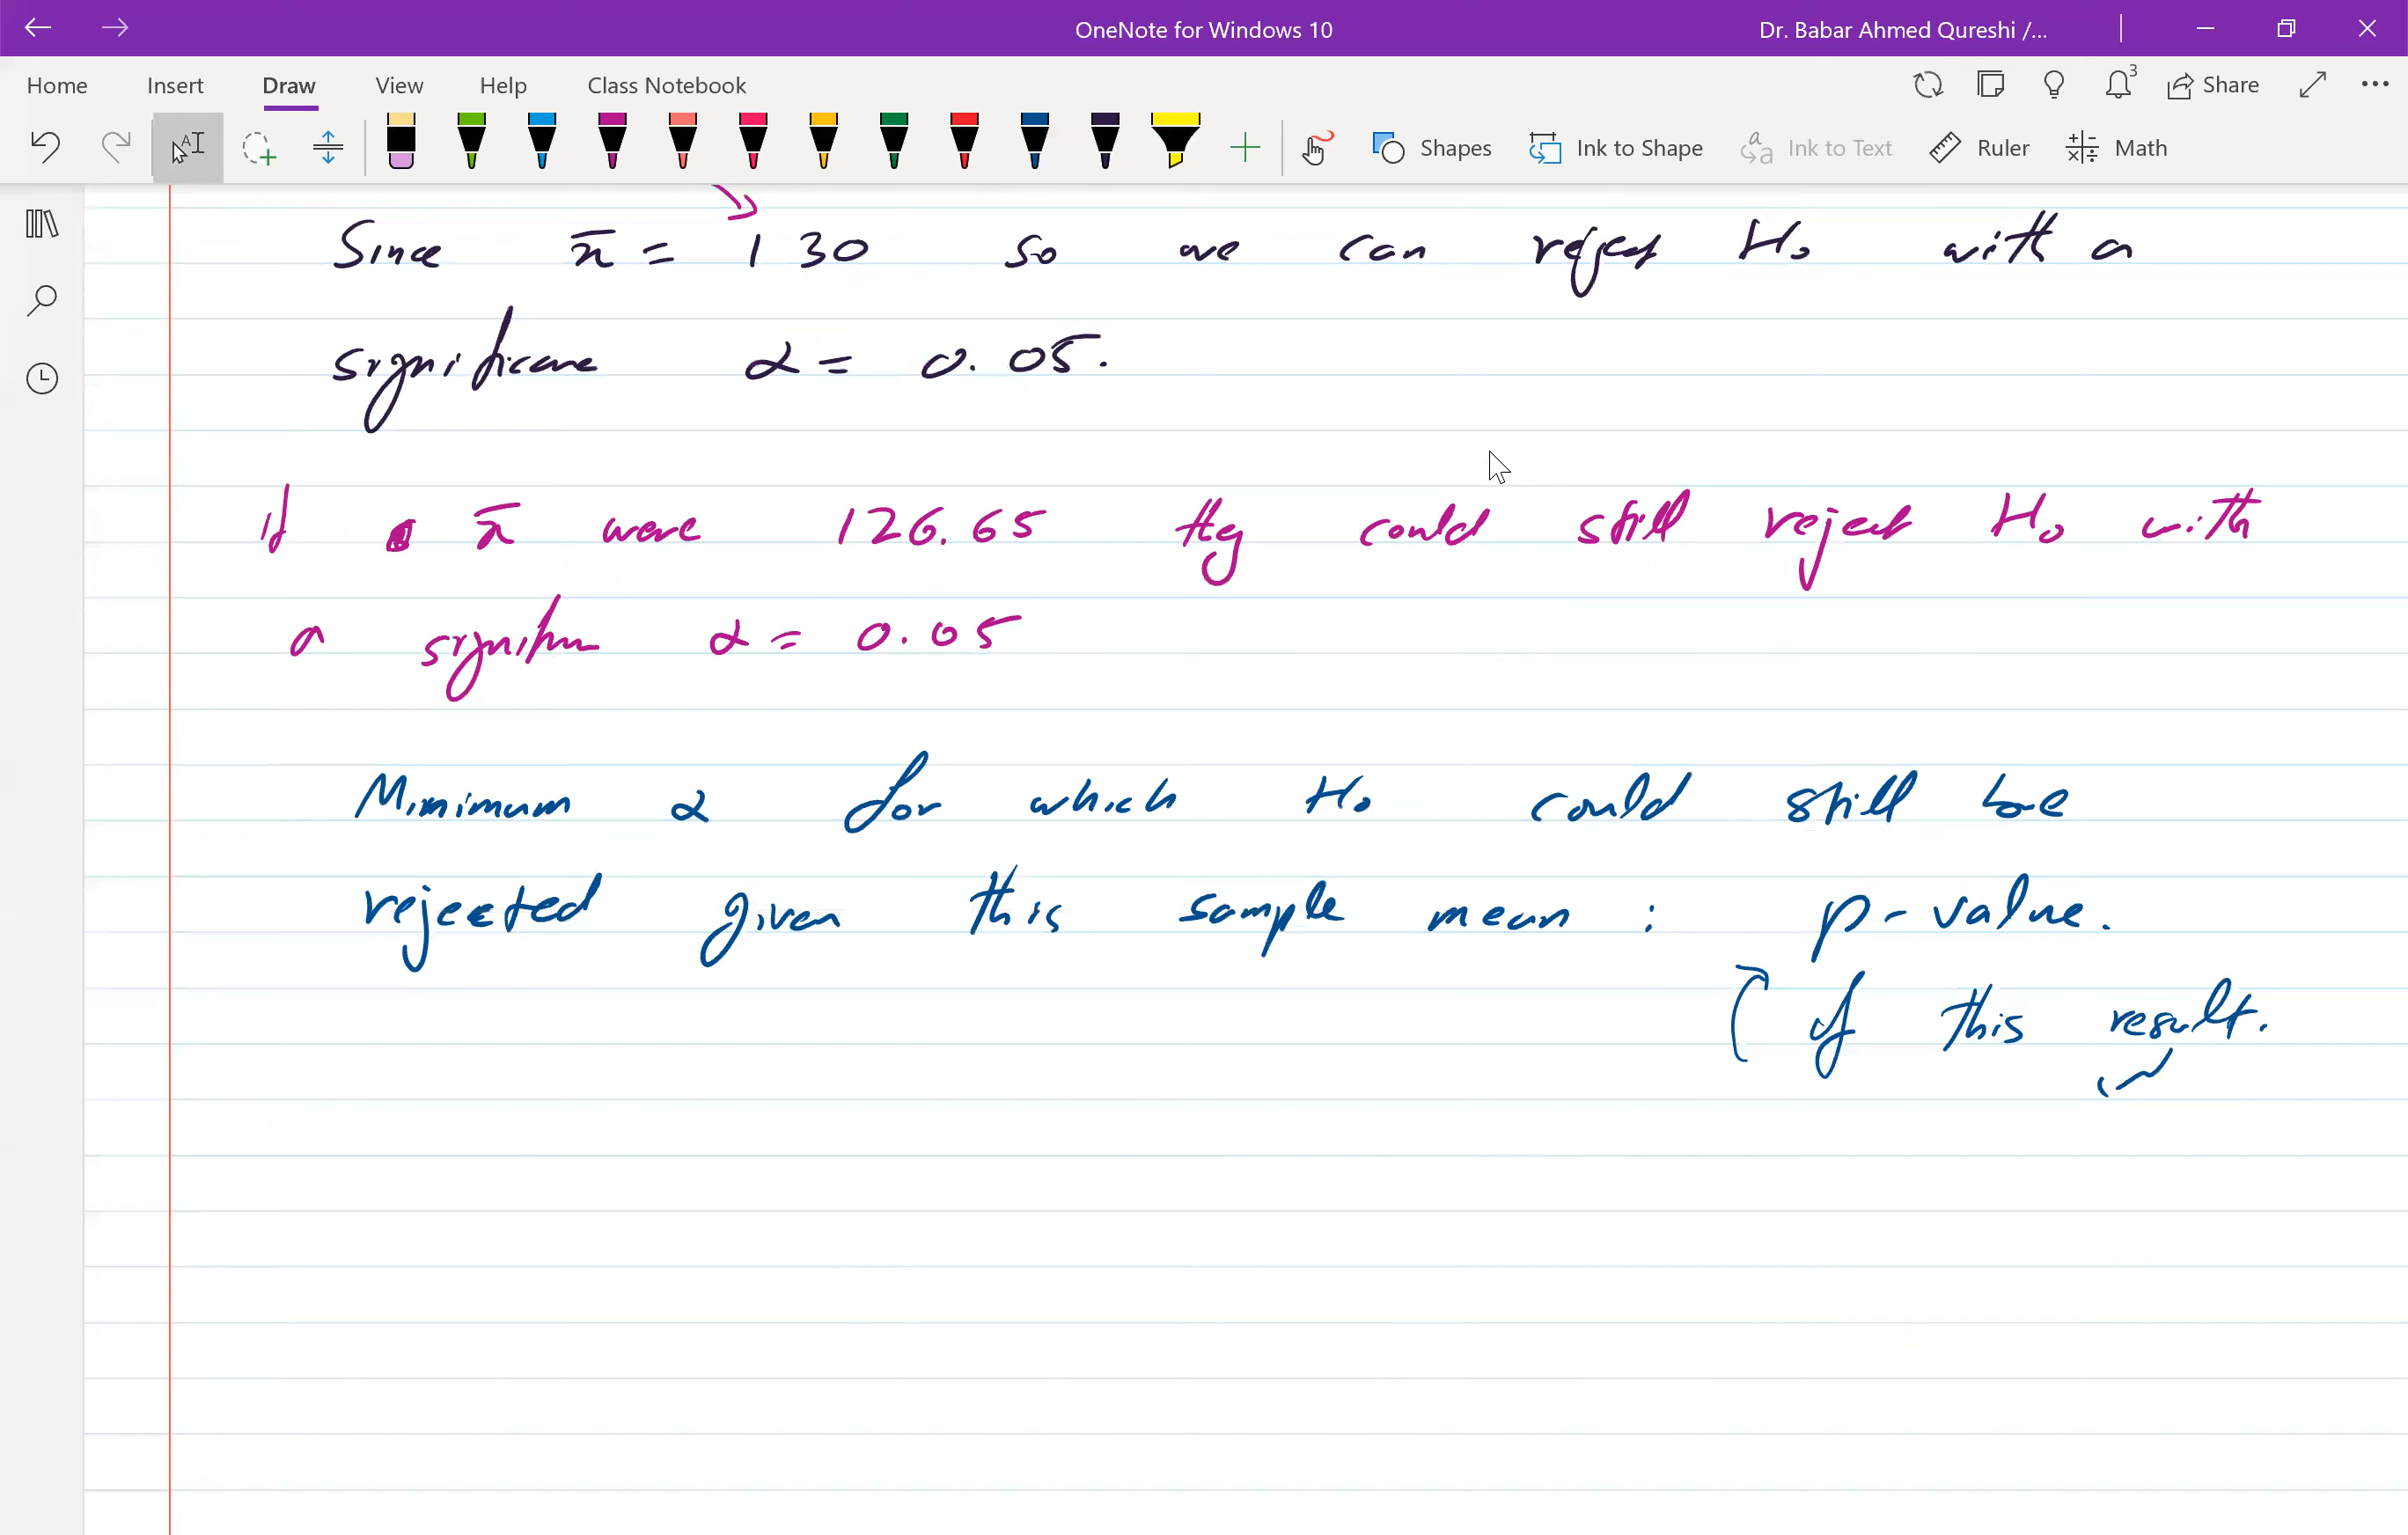 OneNote for Windows 10
Dr. Babar Ahmed Qureshi /...
Home Insert Draw View Help Class Notebook
3 Share
Shapes Ink to Shape Ink to Text Ruler Math
Since x̄ = 130 so we can reject H₀ with a
significane α = 0.05.
if x̄ were 126.65 they could still reject H₀ with
a α = 0.05
Minimum α for which H₀ could still be
rejected given this sample mean : p-value.
of this result.